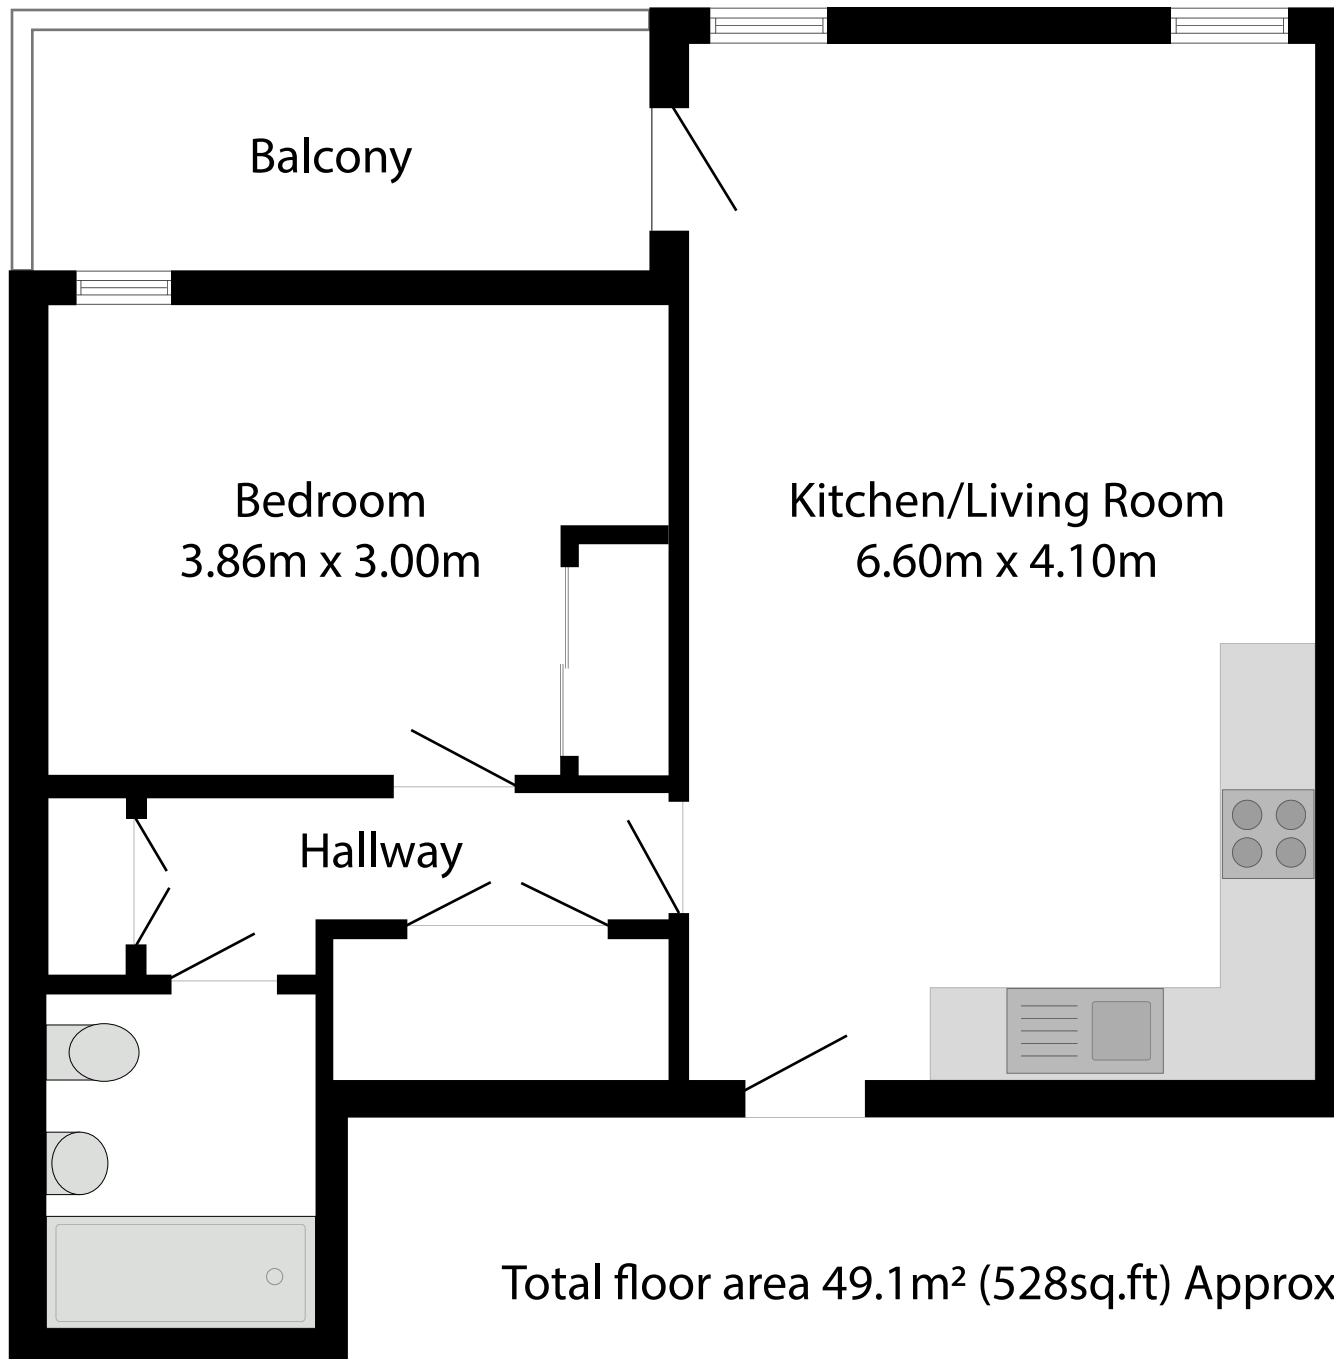 Balcony
Bedroom
3.86m x 3.00m
Kitchen/Living Room
6.60m x 4.10m
Hallway
Total floor area 49.1m² (528sq.ft) Approx